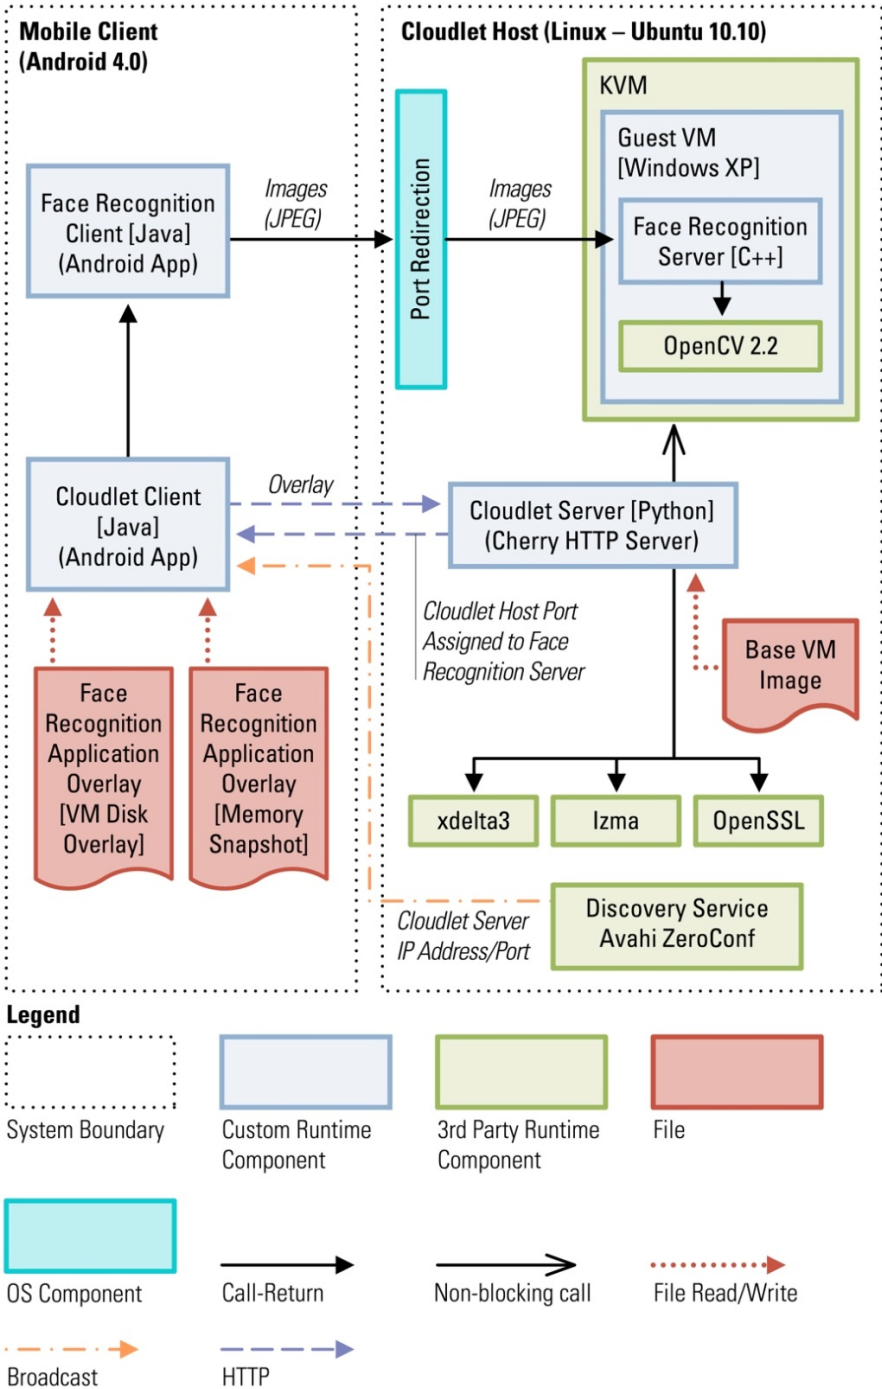 Mobile Client
(Android 4.0)
Cloudlet Host (Linux – Ubuntu 10.10)
KVM
Guest VM
[Windows XP]
Face Recognition
Client [Java]
(Android App)
Images
(JPEG)
Port Redirection
Images
(JPEG)
Face Recognition
Server [C++]
OpenCV 2.2
Cloudlet Client
[Java]
(Android App)
Overlay
Cloudlet Server [Python]
(Cherry HTTP Server)
Cloudlet Host Port
Assigned to Face
Recognition Server
Base VM
Image
Face
Recognition
Application
Overlay
[VM Disk
Overlay]
Face
Recognition
Application
Overlay
[Memory
Snapshot]
xdelta3
lzma
OpenSSL
Cloudlet Server
IP Address/Port
Discovery Service
Avahi ZeroConf
Legend
System Boundary
Custom Runtime
Component
3rd Party Runtime
Component
File
OS Component
Call-Return
Non-blocking call
File Read/Write
Broadcast
HTTP